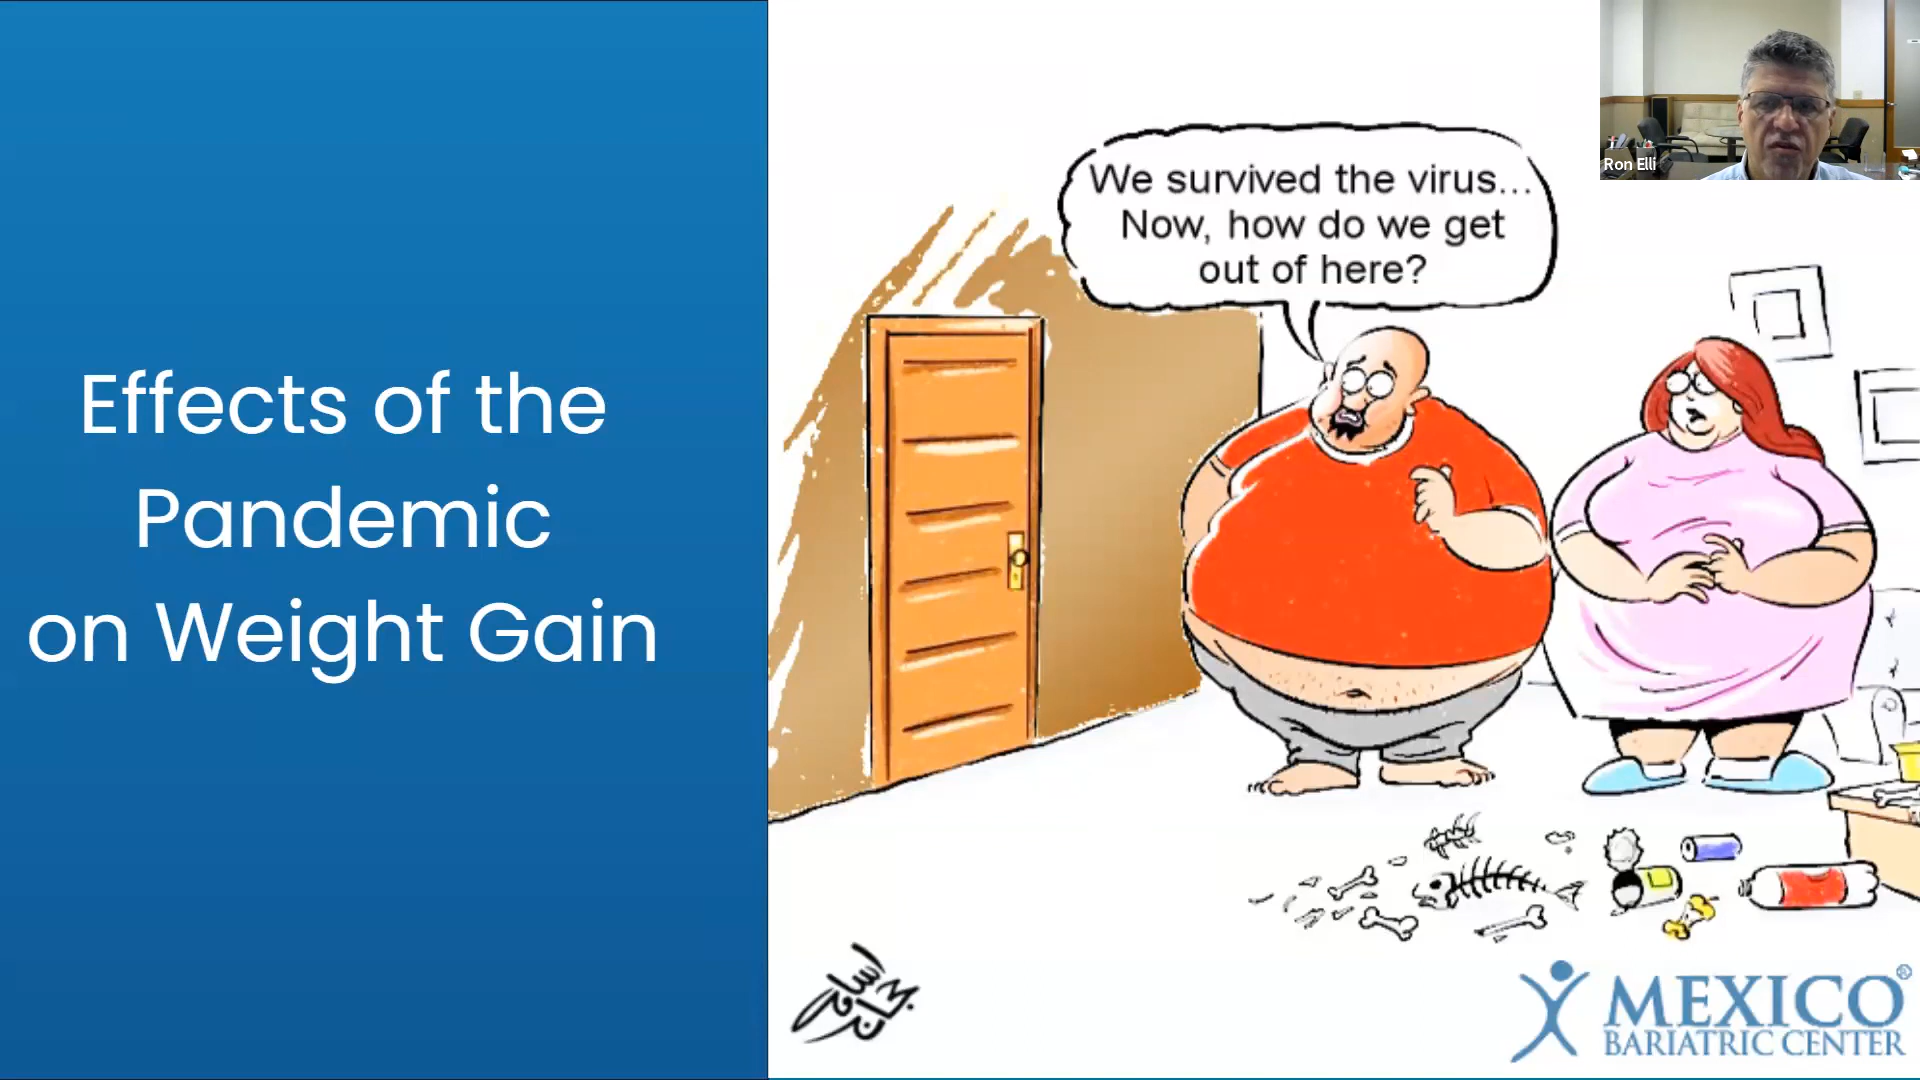 Effects of the
Pandemic
on Weight Gain
We survived the virus...
Now, how do we get
out of here?
Ron Elli
MEXICO®
BARIATRIC CENTER